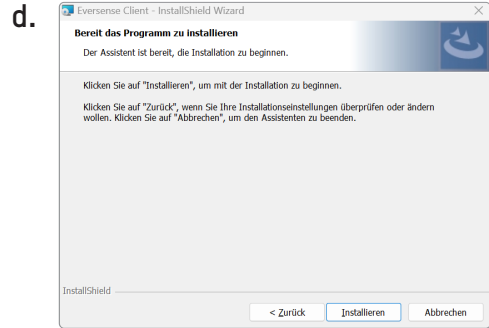 d.
Eversense Client - InstallShield Wizard
Bereit das Programm zu installieren
Der Assistent ist bereit, die Installation zu beginnen.
Klicken Sie auf "Installieren", um mit der Installation zu beginnen.
Klicken Sie auf "Zurück", wenn Sie Ihre Installationseinstellungen überprüfen oder ändern
wollen. Klicken Sie auf "Abbrechen", um den Assistenten zu beenden.
InstallShield
< Zurück Installieren Abbrechen